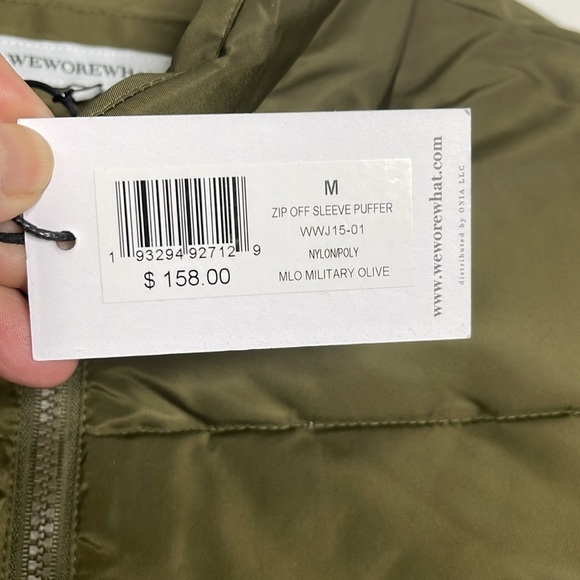 WEWOREWHAT
M
ZIP OFF SLEEVE PUFFER
WWJ15-01
NYLON/POLY
MLO MILITARY OLIVE
1 93294 92712 9
$ 158.00
www.weworewhat.com
distributed by ONIA LLC